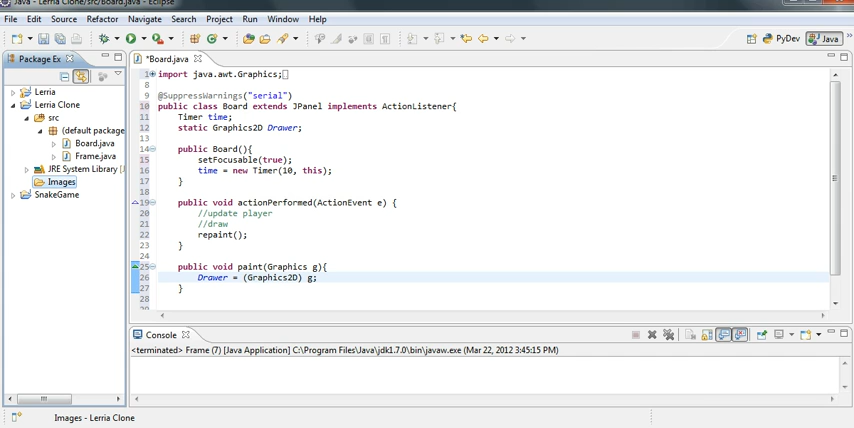 Java - Lerria Clone/src/Board.java - Eclipse
File Edit Source Refactor Navigate Search Project Run Window Help
PyDev Java
Package Ex
*Board.java
Lerria
Lerria Clone
src
(default package
Board.java
Frame.java
JRE System Library [J
Images
SnakeGame
1 import java.awt.Graphics;
8
9 @SuppressWarnings("serial")
10 public class Board extends JPanel implements ActionListener{
11 Timer time;
12 static Graphics2D Drawer;
13
14 public Board(){
15 setFocusable(true);
16 time = new Timer(10, this);
17 }
18
19 public void actionPerformed(ActionEvent e) {
20 //update player
21 //draw
22 repaint();
23 }
24
25 public void paint(Graphics g){
26 Drawer = (Graphics2D) g;
27 }
28
Console
<terminated> Frame (7) [Java Application] C:\Program Files\Java\jdk1.7.0\bin\javaw.exe (Mar 22, 2012 3:45:15 PM)
Images - Lerria Clone